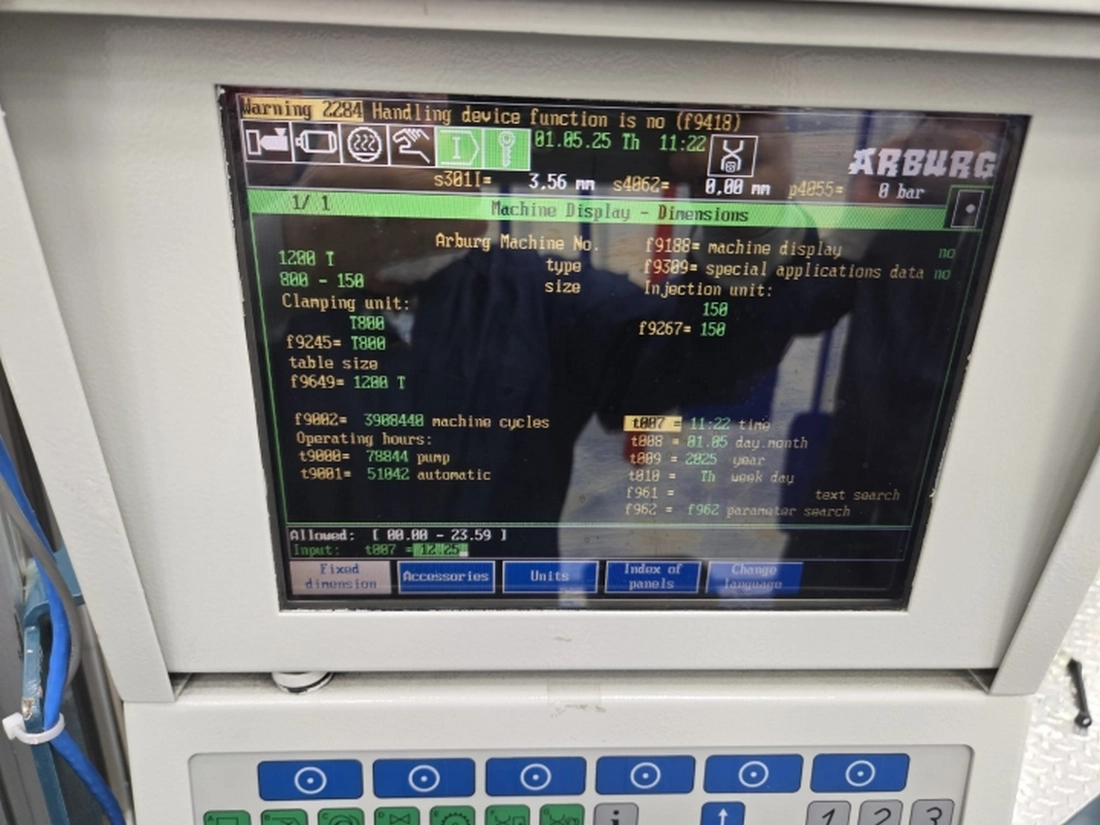 Warning 2284 Handling device function is no (f9418)
I 01.05.25 Th 11:22
ARBURG
s301I= 3.56 mm s4062= 0,00 mm p4055= 0 bar
1/ 1 Machine Display - Dimensions
Arburg Machine No. f9188= machine display no
1200 T type f9309= special applications data no
800 - 150 size Injection unit:
Clamping unit: 150
T800 f9267= 150
f9245= T800
table size
f9649= 1200 T
f9002= 3908440 machine cycles t007 = 11:22 time
Operating hours: t008 = 01.05 day.month
t9000= 78844 pump t009 = 2025 year
t9001= 51042 automatic t010 = Th week day
f961 = text search
f962 = f962 parameter search
Allowed: [ 00.00 - 23.59 ]
Input: t007 = 12.25
Fixed dimension Accessories Units Index of panels Change language
i 1 2 3